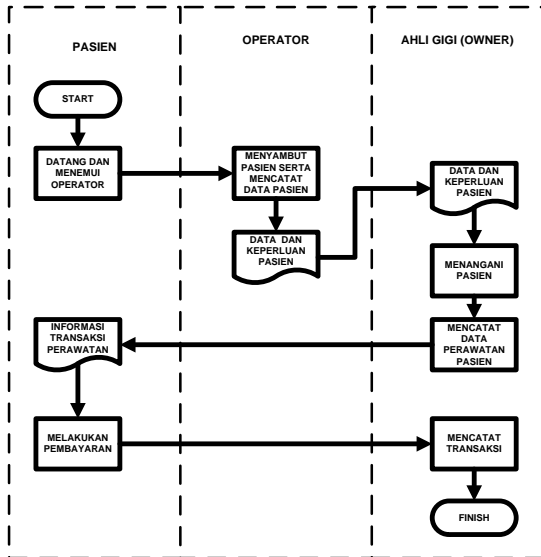 PASIEN
OPERATOR
AHLI GIGI (OWNER)
START
DATANG DAN
MENEMUI
OPERATOR
MENYAMBUT
PASIEN SERTA
MENCATAT
DATA PASIEN
DATA DAN
KEPERLUAN
PASIEN
DATA DAN
KEPERLUAN
PASIEN
MENANGANI
PASIEN
MENCATAT
DATA
PERAWATAN
PASIEN
INFORMASI
TRANSAKSI
PERAWATAN
MELAKUKAN
PEMBAYARAN
MENCATAT
TRANSAKSI
FINISH